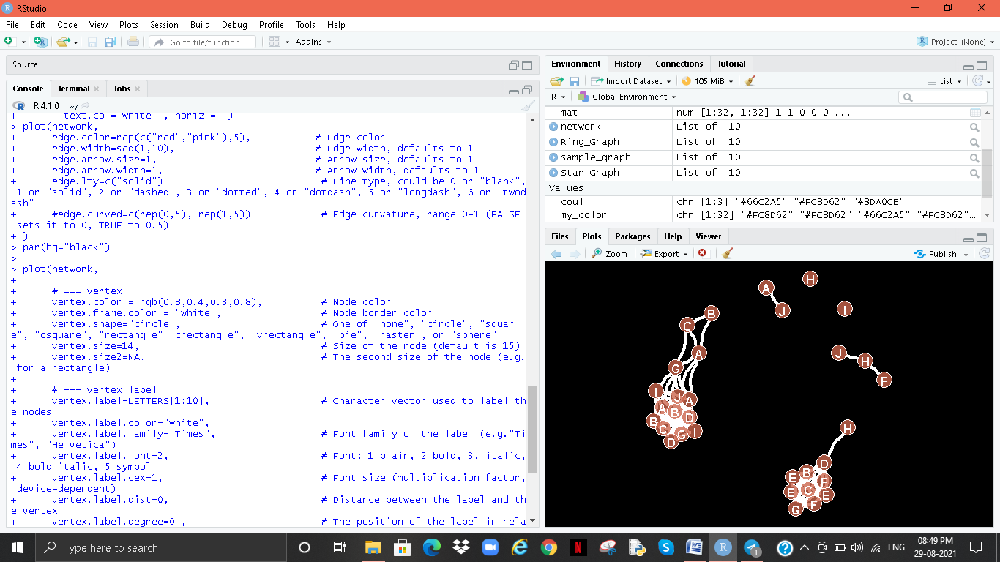 RStudio
File Edit Code View Plots Session Build Debug Profile Tools Help
Go to file/function Addins Project: (None)
Source
Console Terminal Jobs
R 4.1.0 · ~/
+ text.col= white , horiz = F)
> plot(network,
+ edge.color=rep(c("red","pink"),5), # Edge color
+ edge.width=seq(1,10), # Edge width, defaults to 1
+ edge.arrow.size=1, # Arrow size, defaults to 1
+ edge.arrow.width=1, # Arrow width, defaults to 1
+ edge.lty=c("solid") # Line type, could be 0 or "blank",
1 or "solid", 2 or "dashed", 3 or "dotted", 4 or "dotdash", 5 or "longdash", 6 or "twod
ash"
+ #edge.curved=c(rep(0,5), rep(1,5)) # Edge curvature, range 0-1 (FALSE
sets it to 0, TRUE to 0.5)
+ )
> par(bg="black")
>
> plot(network,
+
+ # === vertex
+ vertex.color = rgb(0.8,0.4,0.3,0.8), # Node color
+ vertex.frame.color = "white", # Node border color
+ vertex.shape="circle", # One of "none", "circle", "squar
e", "csquare", "rectangle" "crectangle", "vrectangle", "pie", "raster", or "sphere"
+ vertex.size=14, # Size of the node (default is 15)
+ vertex.size2=NA, # The second size of the node (e.g.
for a rectangle)
+
+ # === vertex label
+ vertex.label=LETTERS[1:10], # Character vector used to label th
e nodes
+ vertex.label.color="white",
+ vertex.label.family="Times", # Font family of the label (e.g."Ti
mes", "Helvetica")
+ vertex.label.font=2, # Font: 1 plain, 2 bold, 3, italic,
4 bold italic, 5 symbol
+ vertex.label.cex=1, # Font size (multiplication factor,
device-dependent)
+ vertex.label.dist=0, # Distance between the label and th
e vertex
+ vertex.label.degree=0 , # The position of the label in rela
Environment History Connections Tutorial
Import Dataset 105 MiB List
R Global Environment
mat num [1:32, 1:32] 1 1 0 0 0 ...
network List of 10
Ring_Graph List of 10
sample_graph List of 10
Star_Graph List of 10
Values
coul chr [1:3] "#66C2A5" "#FC8D62" "#8DA0CB"
my_color chr [1:32] "#FC8D62" "#FC8D62" "#66C2A5" "#FC8D62"...
Files Plots Packages Help Viewer
Zoom Export Publish
H
A
J I
B
C
A J
H
G F
I
J A
A B D
B C G I
D
H
D
B
E F
E C E
G F
Type here to search
ENG
08:49 PM
29-08-2021